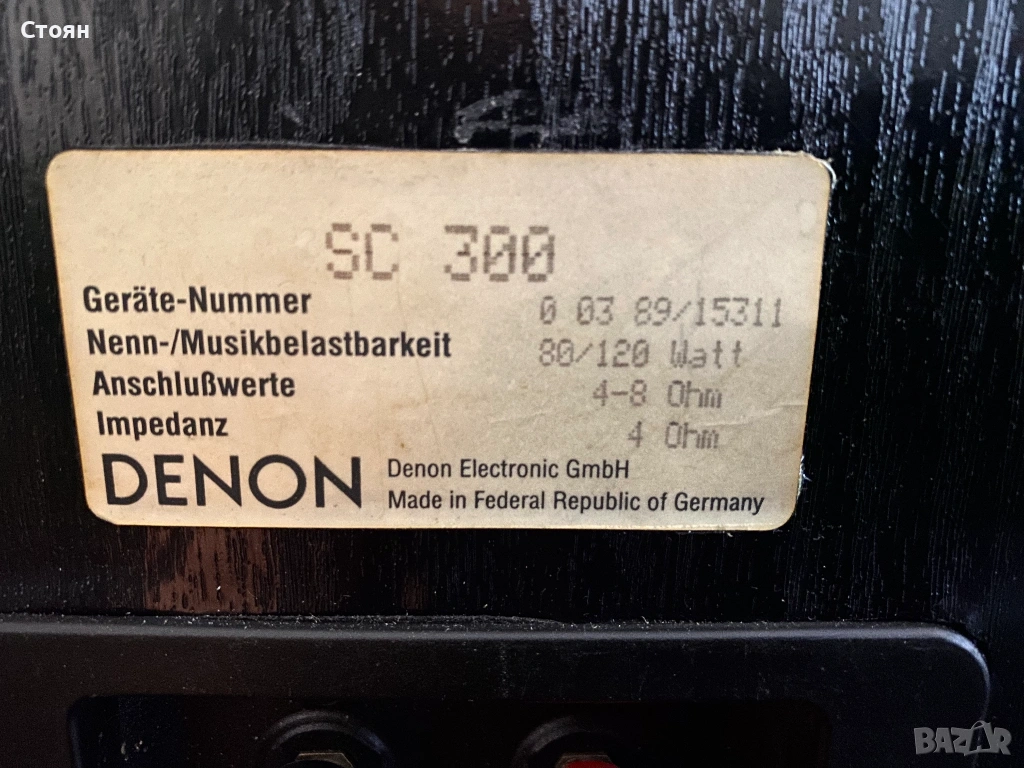 Стоян
SC 300
Geräte-Nummer 0 03 89/15311
Nenn-/Musikbelastbarkeit 80/120 Watt
Anschlußwerte 4-8 Ohm
Impedanz 4 Ohm
DENON Denon Electronic GmbH
Made in Federal Republic of Germany
BAZAR